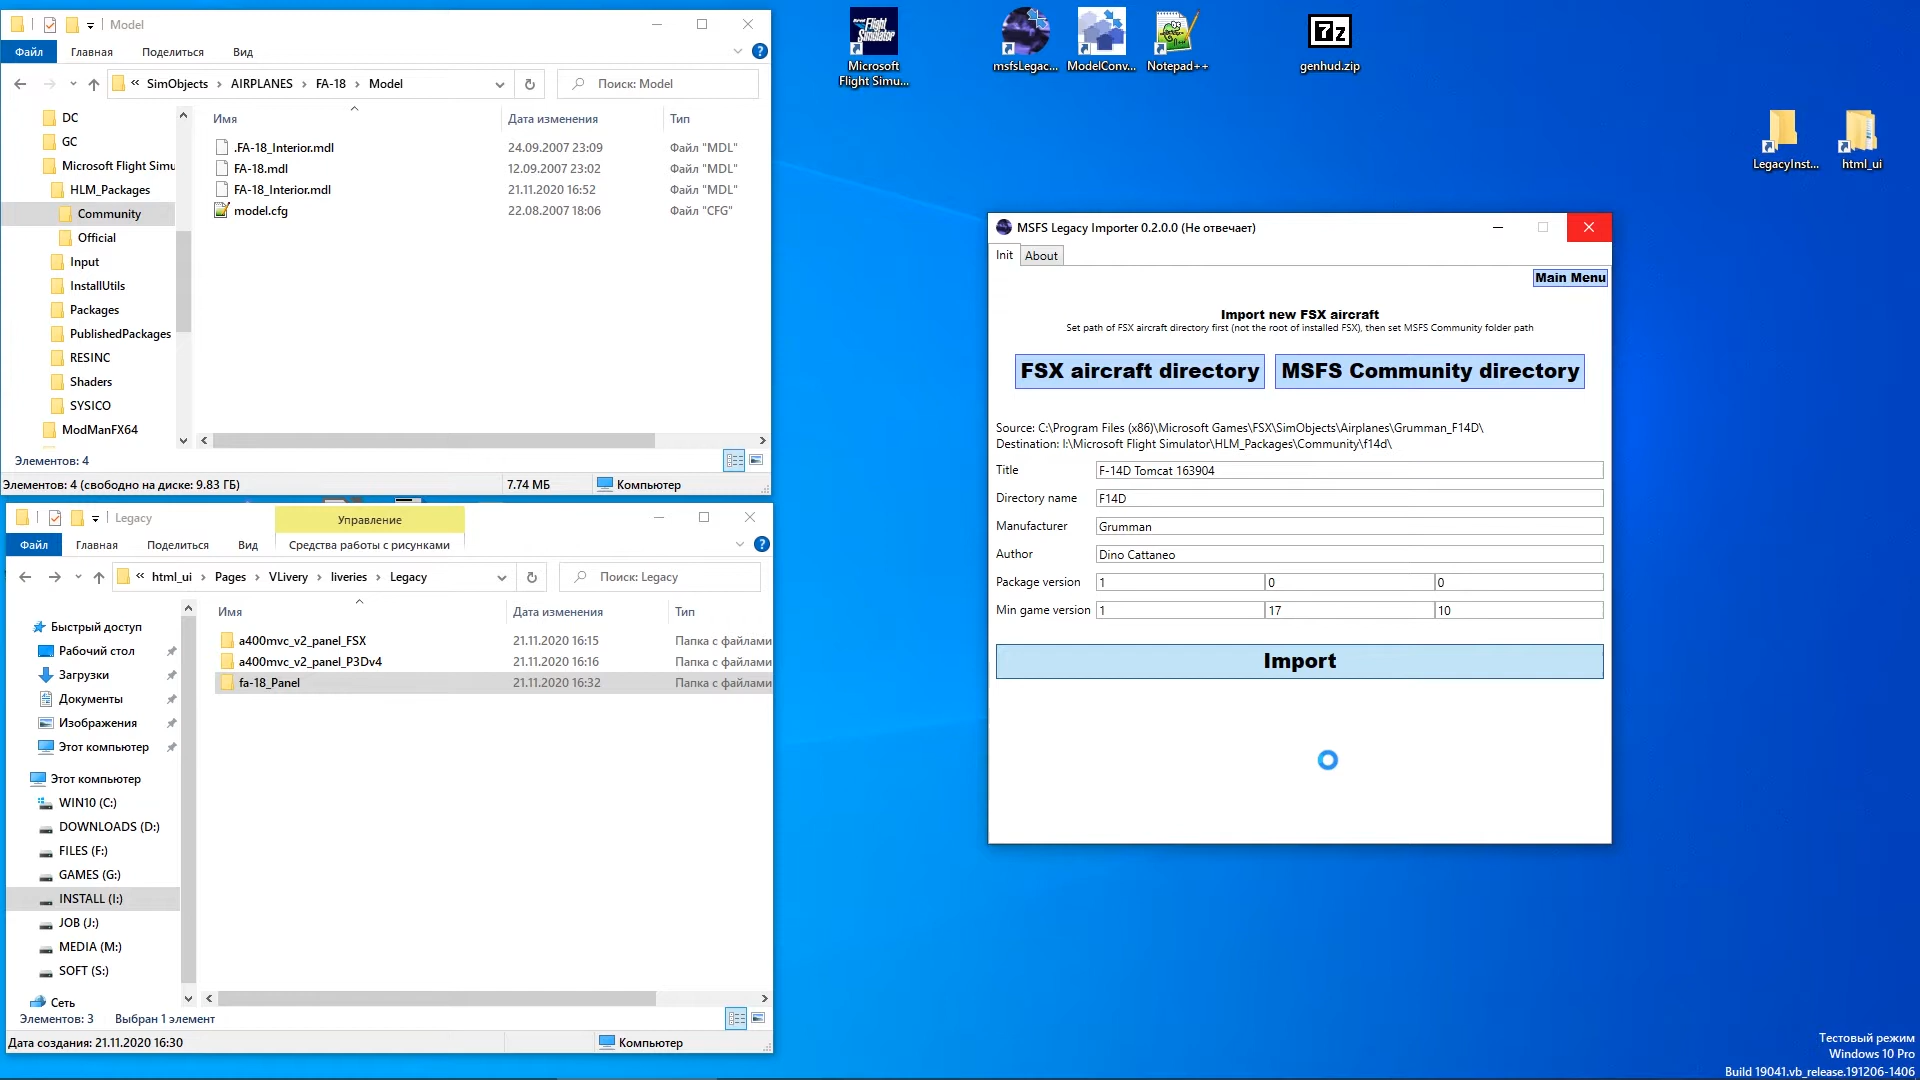 Model
Файл Главная Поделиться Вид
« SimObjects › AIRPLANES › FA-18 › Model
Поиск: Model
DC
GC
Microsoft Flight Simu
HLM_Packages
Community
Official
Input
InstallUtils
Packages
PublishedPackages
RESINC
Shaders
SYSICO
ModManFX64
Имя Дата изменения Тип
.FA-18_Interior.mdl 24.09.2007 23:09 Файл "MDL"
FA-18.mdl 12.09.2007 23:02 Файл "MDL"
FA-18_Interior.mdl 21.11.2020 16:52 Файл "MDL"
model.cfg 22.08.2007 18:06 Файл "CFG"
Элементов: 4
Элементов: 4 (свободно на диске: 9.83 ГБ) 7.74 МБ Компьютер
Legacy
Управление
Файл Главная Поделиться Вид Средства работы с рисунками
« html_ui › Pages › VLivery › liveries › Legacy
Поиск: Legacy
Быстрый доступ
Рабочий стол
Загрузки
Документы
Изображения
Этот компьютер
Этот компьютер
WIN10 (C:)
DOWNLOADS (D:)
FILES (F:)
GAMES (G:)
INSTALL (I:)
JOB (J:)
MEDIA (M:)
SOFT (S:)
Сеть
Имя Дата изменения Тип
a400mvc_v2_panel_FSX 21.11.2020 16:15 Папка с файлами
a400mvc_v2_panel_P3Dv4 21.11.2020 16:16 Папка с файлами
fa-18_Panel 21.11.2020 16:32 Папка с файлами
Элементов: 3 Выбран 1 элемент
Дата создания: 21.11.2020 16:30 Компьютер
Flight Simulator
Microsoft
Flight Simu...
msfsLegac...
ModelConv...
Notepad++
7z
genhud.zip
LegacyInst...
html_ui
MSFS Legacy Importer 0.2.0.0 (Не отвечает)
Init About
Main Menu
Import new FSX aircraft
Set path of FSX aircraft directory first (not the root of installed FSX), then set MSFS Community folder path
FSX aircraft directory
MSFS Community directory
Source: C:\Program Files (x86)\Microsoft Games\FSX\SimObjects\Airplanes\Grumman_F14D\
Destination: I:\Microsoft Flight Simulator\HLM_Packages\Community\f14d\
Title F-14D Tomcat 163904
Directory name F14D
Manufacturer Grumman
Author Dino Cattaneo
Package version 1 0 0
Min game version 1 17 10
Import
Тестовый режим
Windows 10 Pro
Build 19041.vb_release.191206-1406